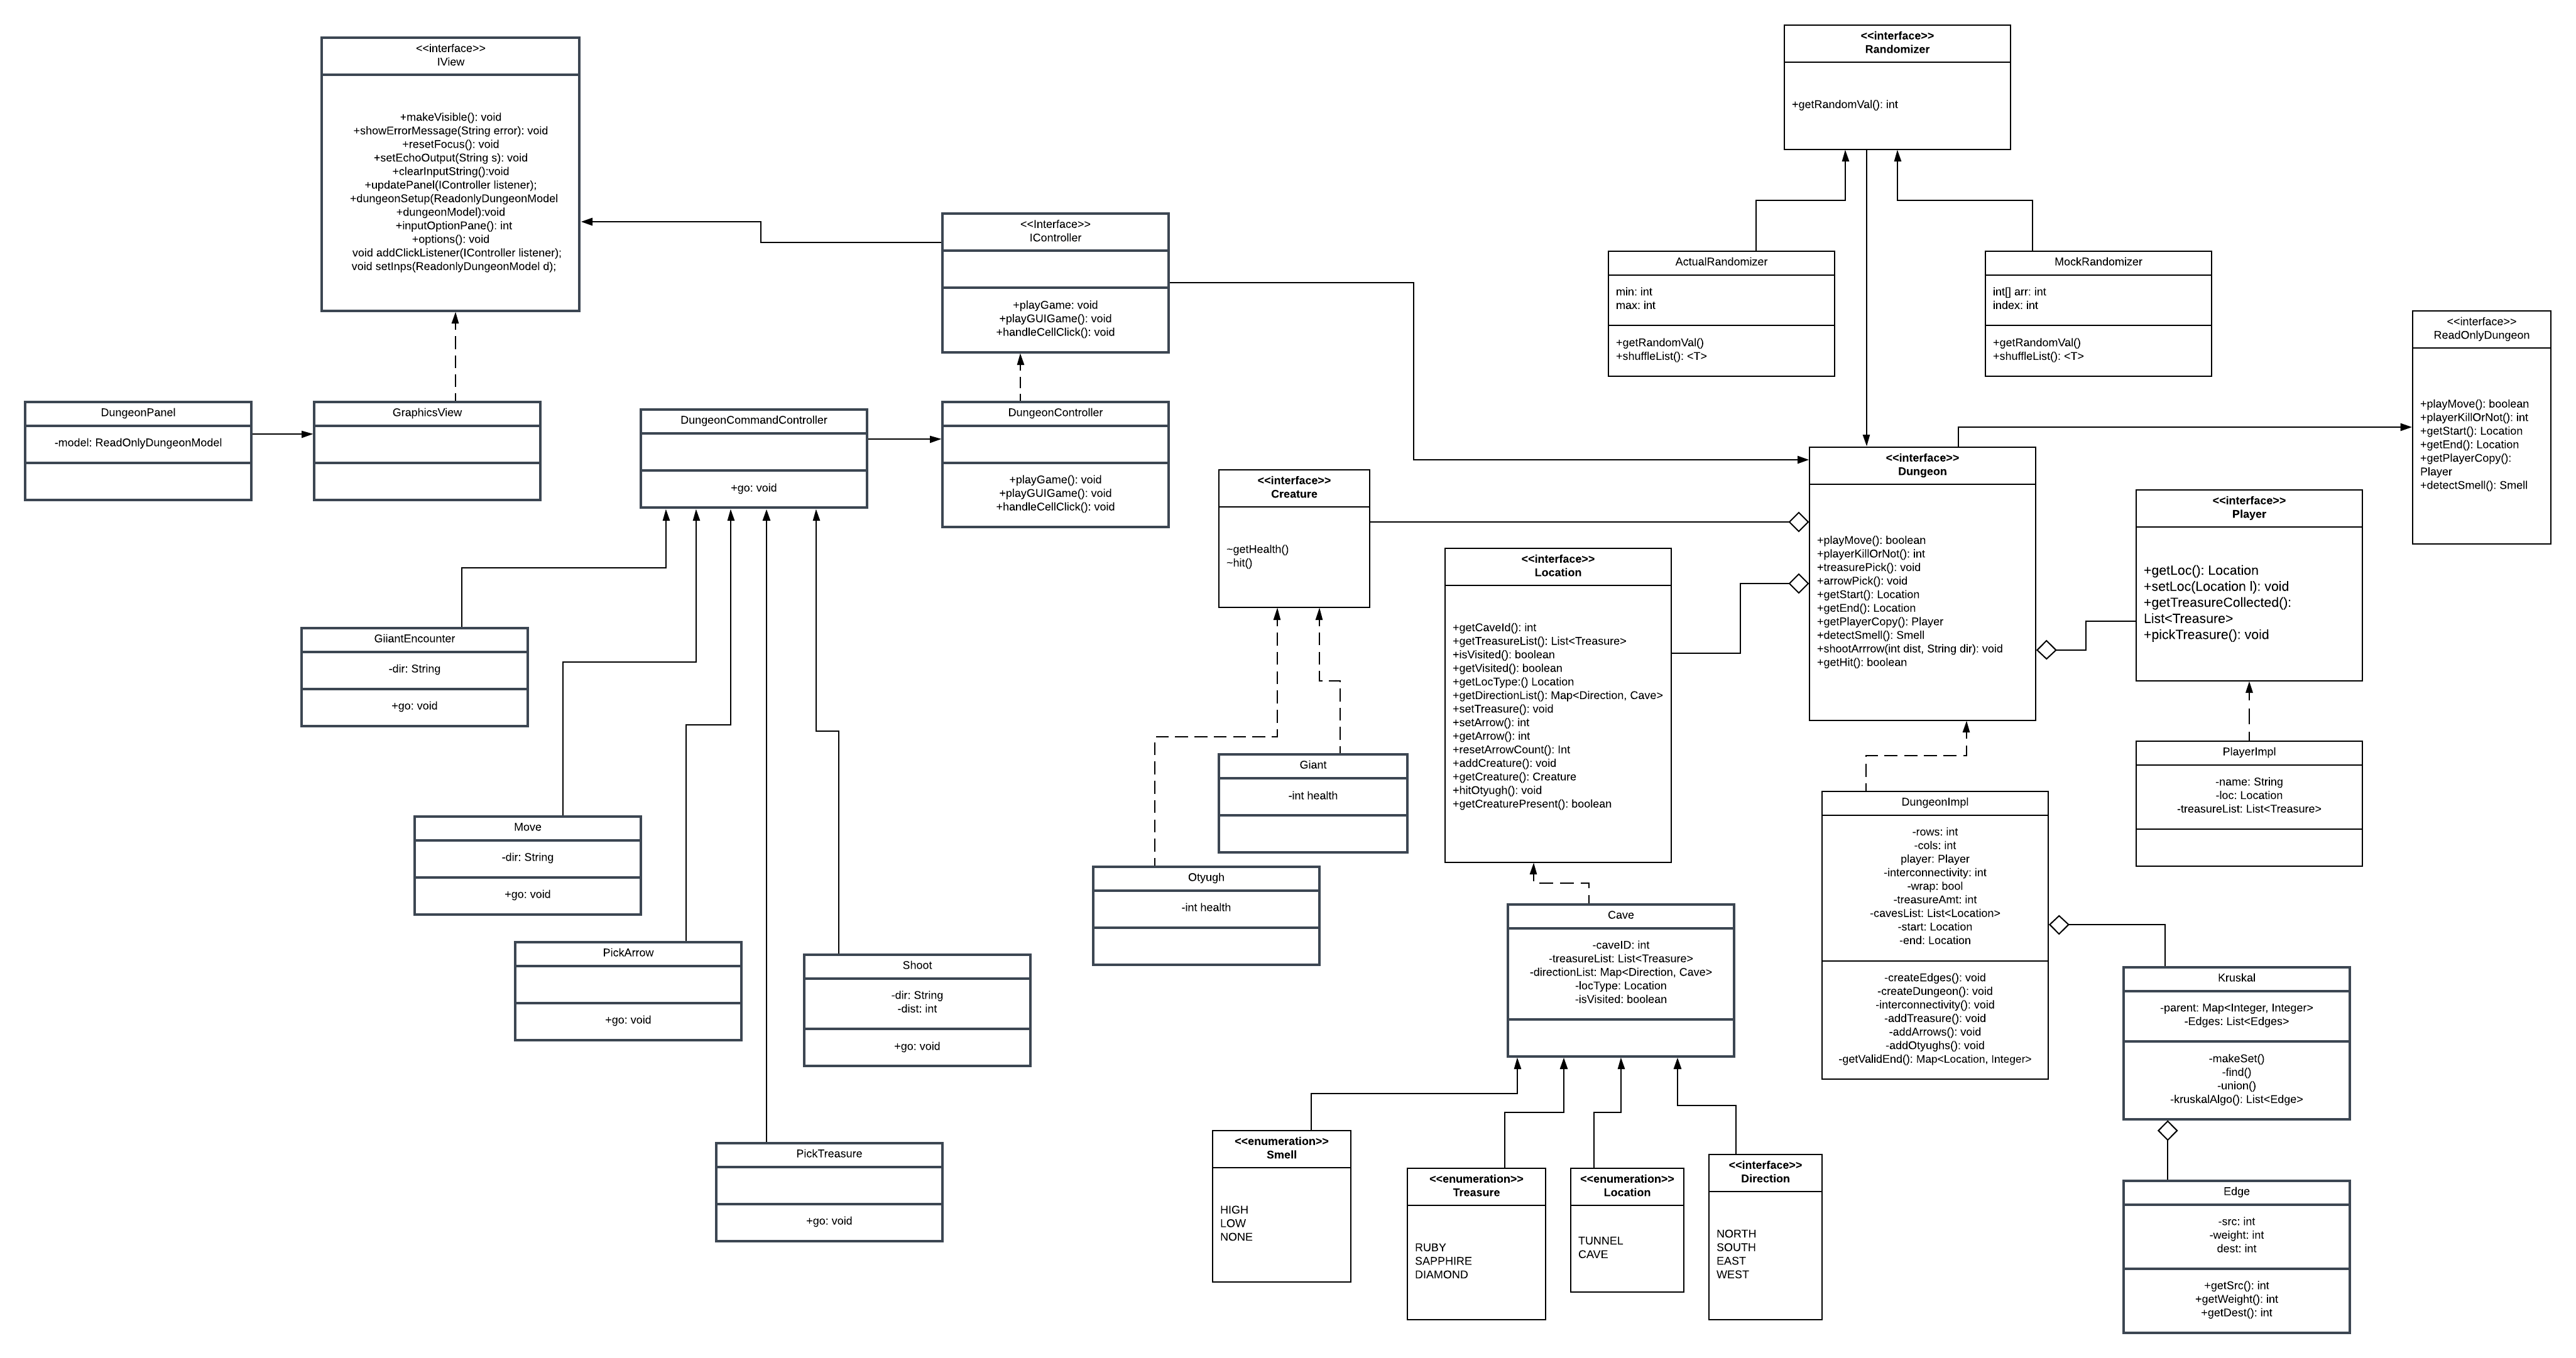 <<interface>>
IView
+makeVisible(): void
+showErrorMessage(String error): void
+resetFocus(): void
+setEchoOutput(String s): void
+clearInputString():void
+updatePanel(IController listener);
+dungeonSetup(ReadonlyDungeonModel
+dungeonModel):void
+inputOptionPane(): int
+options(): void
void addClickListener(IController listener);
void setInps(ReadonlyDungeonModel d);
<<Interface>>
IController
+playGame: void
+playGUIGame(): void
+handleCellClick(): void
<<interface>>
Randomizer
+getRandomVal(): int
ActualRandomizer
min: int
max: int
+getRandomVal()
+shuffleList(): <T>
MockRandomizer
int[] arr: int
index: int
+getRandomVal()
+shuffleList(): <T>
<<interface>>
ReadOnlyDungeon
+playMove(): boolean
+playerKillOrNot(): int
+getStart(): Location
+getEnd(): Location
+getPlayerCopy():
Player
+detectSmell(): Smell
DungeonPanel
-model: ReadOnlyDungeonModel
GraphicsView
DungeonCommandController
+go: void
DungeonController
+playGame(): void
+playGUIGame(): void
+handleCellClick(): void
<<interface>>
Creature
~getHealth()
~hit()
<<interface>>
Location
+getCaveId(): int
+getTreasureList(): List<Treasure>
+isVisited(): boolean
+getVisited(): boolean
+getLocType:() Location
+getDirectionList(): Map<Direction, Cave>
+setTreasure(): void
+setArrow(): int
+getArrow(): int
+resetArrowCount(): Int
+addCreature(): void
+getCreature(): Creature
+hitOtyugh(): void
+getCreaturePresent(): boolean
<<interface>>
Dungeon
+playMove(): boolean
+playerKillOrNot(): int
+treasurePick(): void
+arrowPick(): void
+getStart(): Location
+getEnd(): Location
+getPlayerCopy(): Player
+detectSmell(): Smell
+shootArrrow(int dist, String dir): void
+getHit(): boolean
<<interface>>
Player
+getLoc(): Location
+setLoc(Location l): void
+getTreasureCollected():
List<Treasure>
+pickTreasure(): void
GiiantEncounter
-dir: String
+go: void
Move
-dir: String
+go: void
PickArrow
+go: void
Shoot
-dir: String
-dist: int
+go: void
PickTreasure
+go: void
Giant
-int health
Otyugh
-int health
PlayerImpl
-name: String
-loc: Location
-treasureList: List<Treasure>
DungeonImpl
-rows: int
-cols: int
player: Player
-interconnectivity: int
-wrap: bool
-treasureAmt: int
-cavesList: List<Location>
-start: Location
-end: Location
-createEdges(): void
-createDungeon(): void
-interconnectivity(): void
-addTreasure(): void
-addArrows(): void
-addOtyughs(): void
-getValidEnd(): Map<Location, Integer>
Cave
-caveID: int
-treasureList: List<Treasure>
-directionList: Map<Direction, Cave>
-locType: Location
-isVisited: boolean
Kruskal
-parent: Map<Integer, Integer>
-Edges: List<Edges>
-makeSet()
-find()
-union()
-kruskalAlgo(): List<Edge>
<<enumeration>>
Smell
HIGH
LOW
NONE
<<enumeration>>
Treasure
RUBY
SAPPHIRE
DIAMOND
<<enumeration>>
Location
TUNNEL
CAVE
<<interface>>
Direction
NORTH
SOUTH
EAST
WEST
Edge
-src: int
-weight: int
dest: int
+getSrc(): int
+getWeight(): int
+getDest(): int